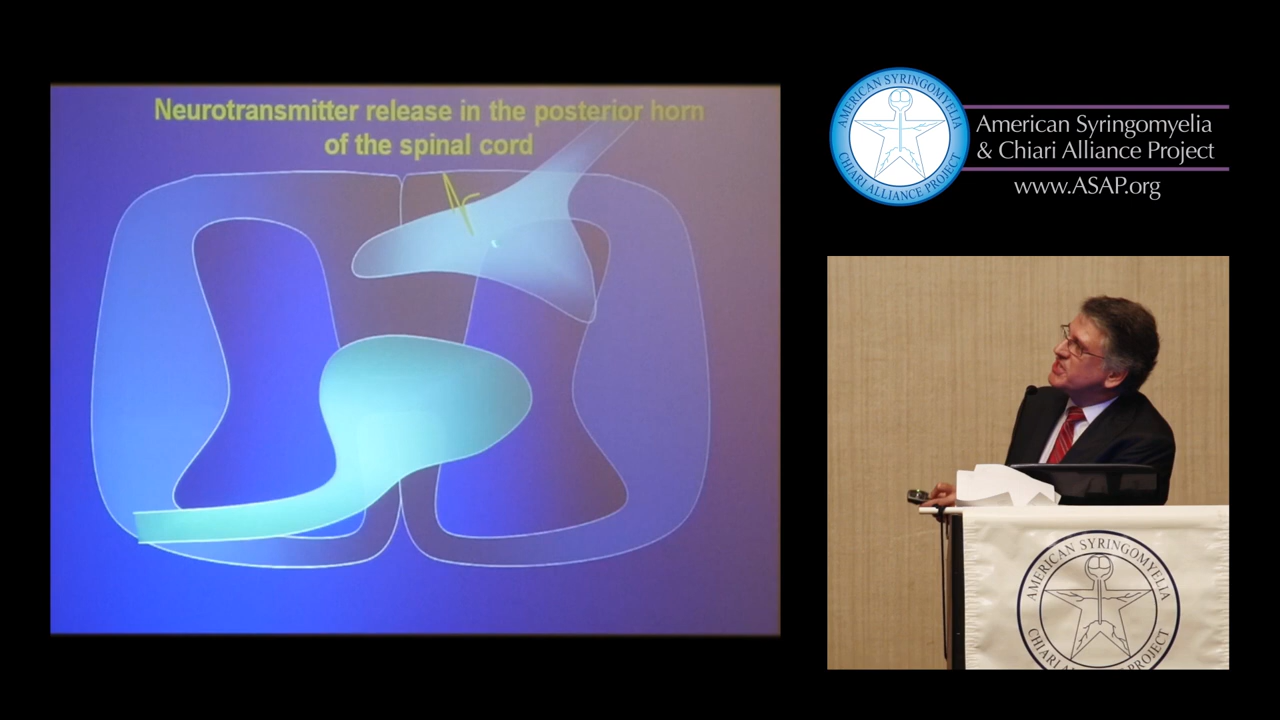 Neurotransmitter release in the posterior horn
of the spinal cord
AMERICAN SYRINGOMYELIA
CHIARI ALLIANCE PROJECT
American Syringomyelia
& Chiari Alliance Project
www.ASAP.org
AMERICAN SYRINGOMYELIA
CHIARI
PROJECT